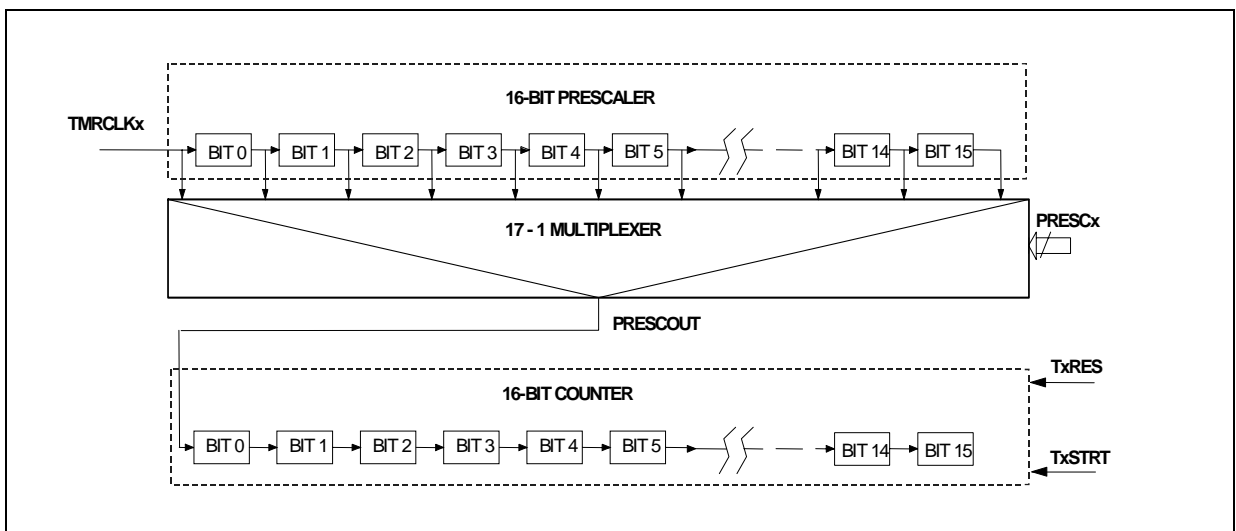 16-BIT PRESCALER
TMRCLKx
BIT 0 BIT 1 BIT 2 BIT 3 BIT 4 BIT 5 BIT 14 BIT 15
17 - 1 MULTIPLEXER
PRESCx
PRESCOUT
TxRES
16-BIT COUNTER
BIT 0 BIT 1 BIT 2 BIT 3 BIT 4 BIT 5 BIT 14 BIT 15
TxSTRT